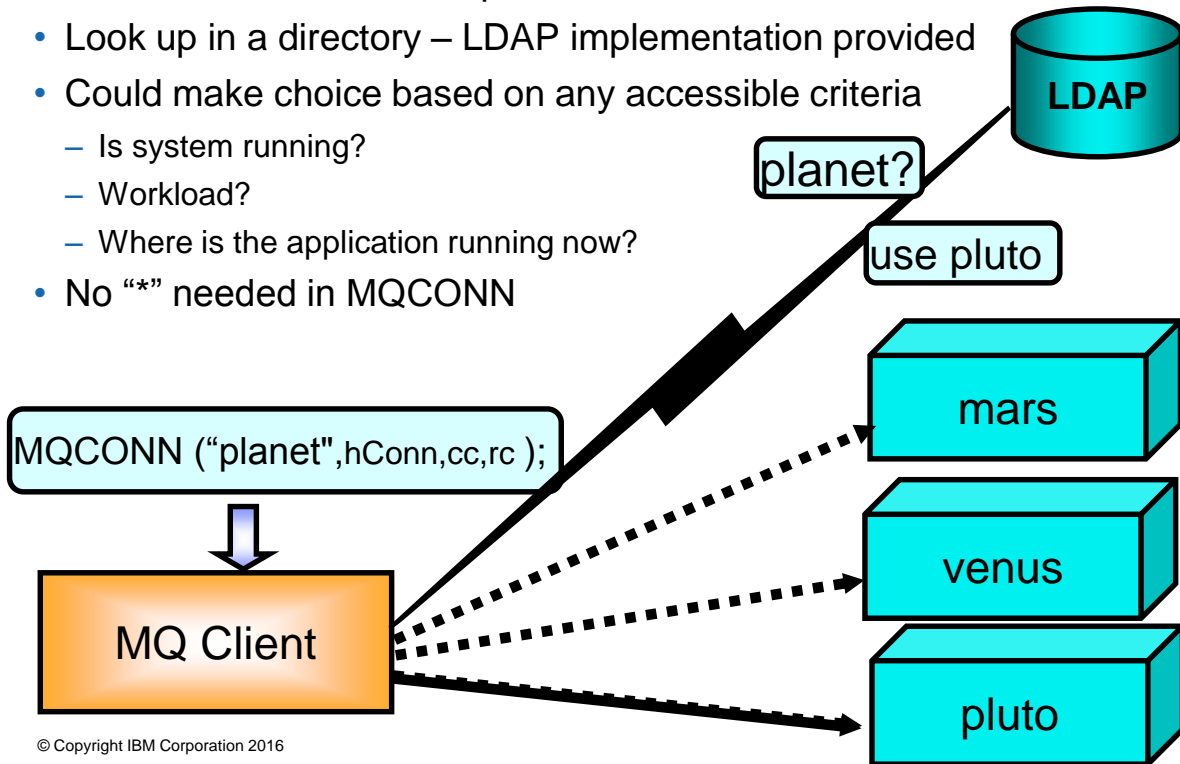 • Look up in a directory – LDAP implementation provided
• Could make choice based on any accessible criteria
– Is system running?
– Workload?
– Where is the application running now?
• No “*” needed in MQCONN
LDAP
planet?
use pluto
MQCONN (“planet",hConn,cc,rc );
MQ Client
mars
venus
pluto
© Copyright IBM Corporation 2016